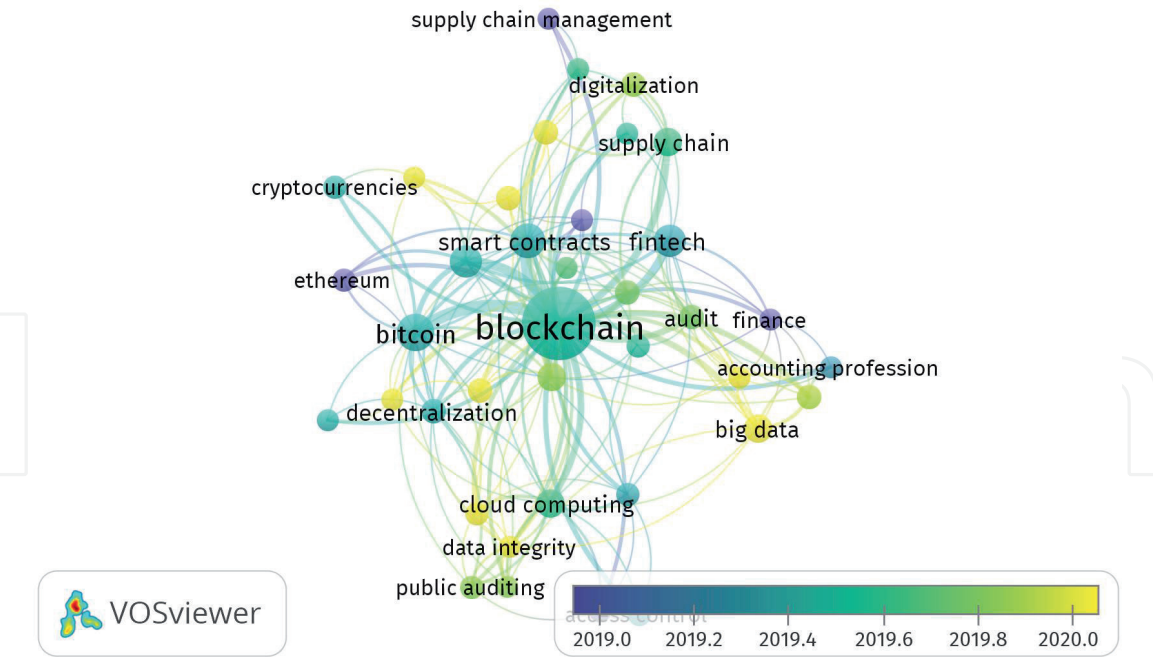 supply chain management
digitalization
supply chain
cryptocurrencies
smart contracts
fintech
ethereum
bitcoin
blockchain
audit
finance
accounting profession
decentralization
big data
cloud computing
data integrity
public auditing
access control
VOSviewer
2019.0 2019.2 2019.4 2019.6 2019.8 2020.0